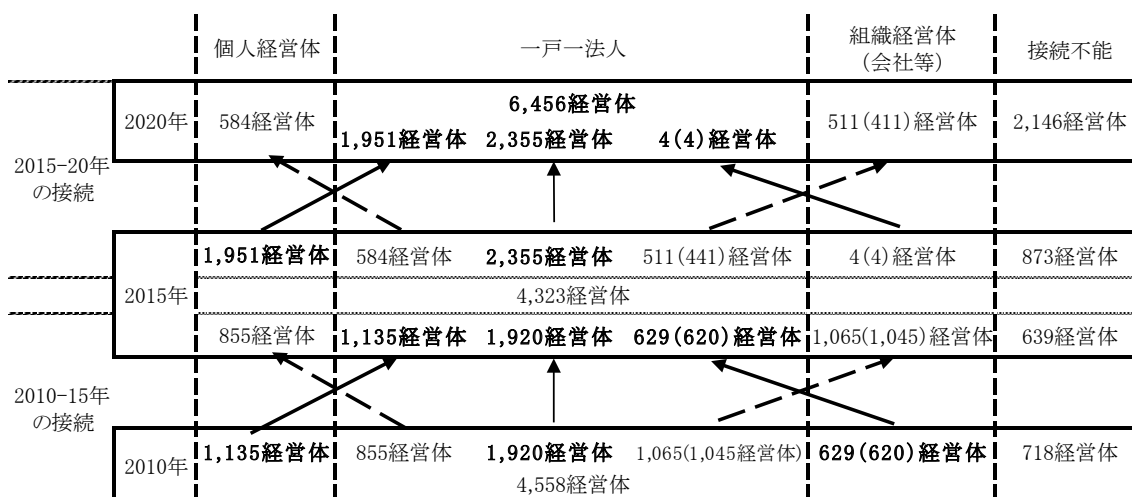 個人経営体 一戸一法人 組織経営体 接続不能
(会社等)
6,456経営体
2020年 584経営体 1,951経営体 2,355経営体 4(4)経営体 511(411)経営体 2,146経営体
2015-20年
の接続
1,951経営体 584経営体 2,355経営体 511(441)経営体 4(4)経営体 873経営体
2015年 4,323経営体
855経営体 1,135経営体 1,920経営体 629(620)経営体 1,065(1,045)経営体 639経営体
2010-15年
の接続
2010年 1,135経営体 855経営体 1,920経営体 1,065(1,045経営体) 629(620)経営体 718経営体
4,558経営体